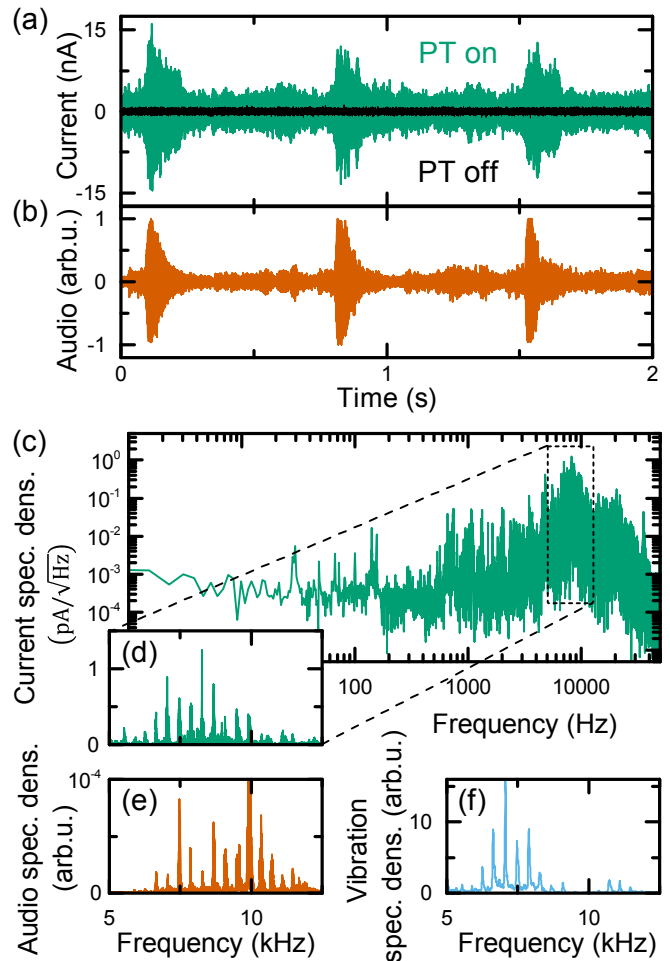 (a)
15
0
-15
Current (nA)
PT on
PT off
(b)
1
0
-1
Audio (arb.u.)
0
1
2
Time (s)
(c)
10⁰
10⁻¹
10⁻²
10⁻³
10⁻⁴
Current spec. dens.
(pA/√Hz)
100
1000
10000
Frequency (Hz)
(d)
1
0
(e)
10⁻⁴
0
Audio spec. dens.
(arb.u.)
5
10
Frequency (kHz)
(f)
10
0
Vibration
spec. dens. (arb.u.)
5
10
Frequency (kHz)